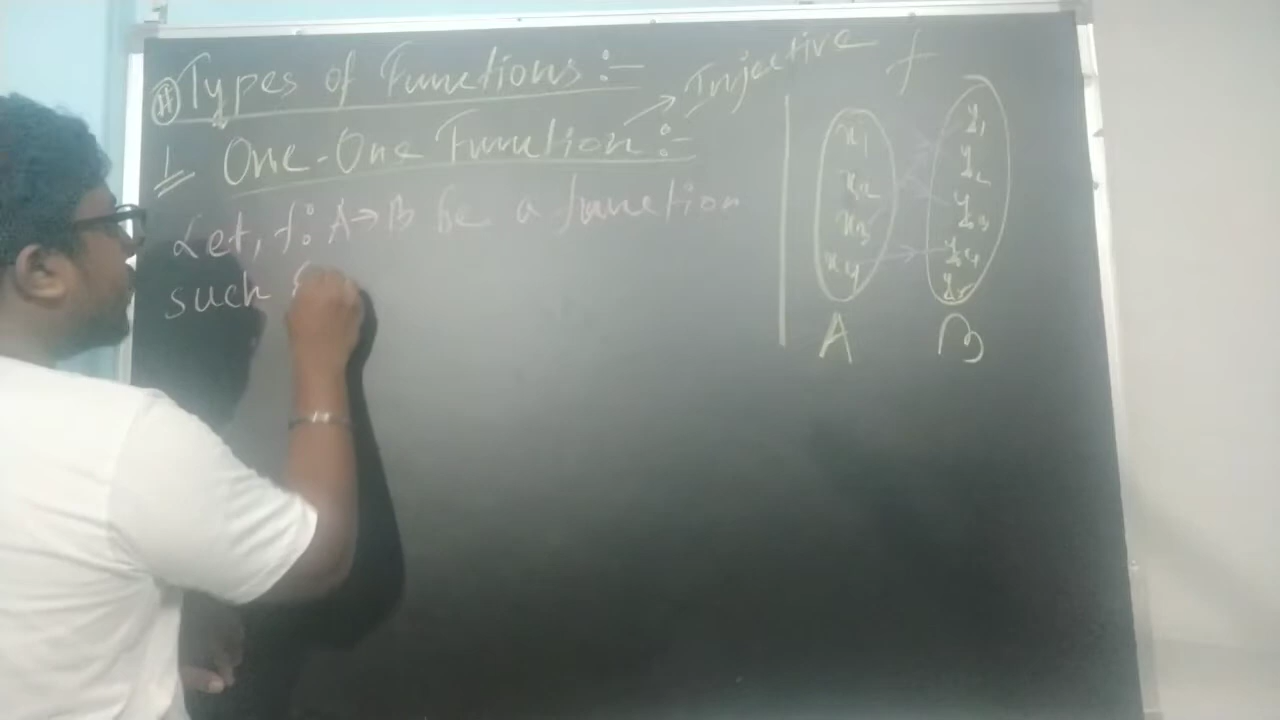 (#) Types of Functions :-
1 One-One Function :- → Injective
Let, f: A→B be a function
such
f
x1
x2
x3
x4
A
y1
y2
y3
y4
y5
B